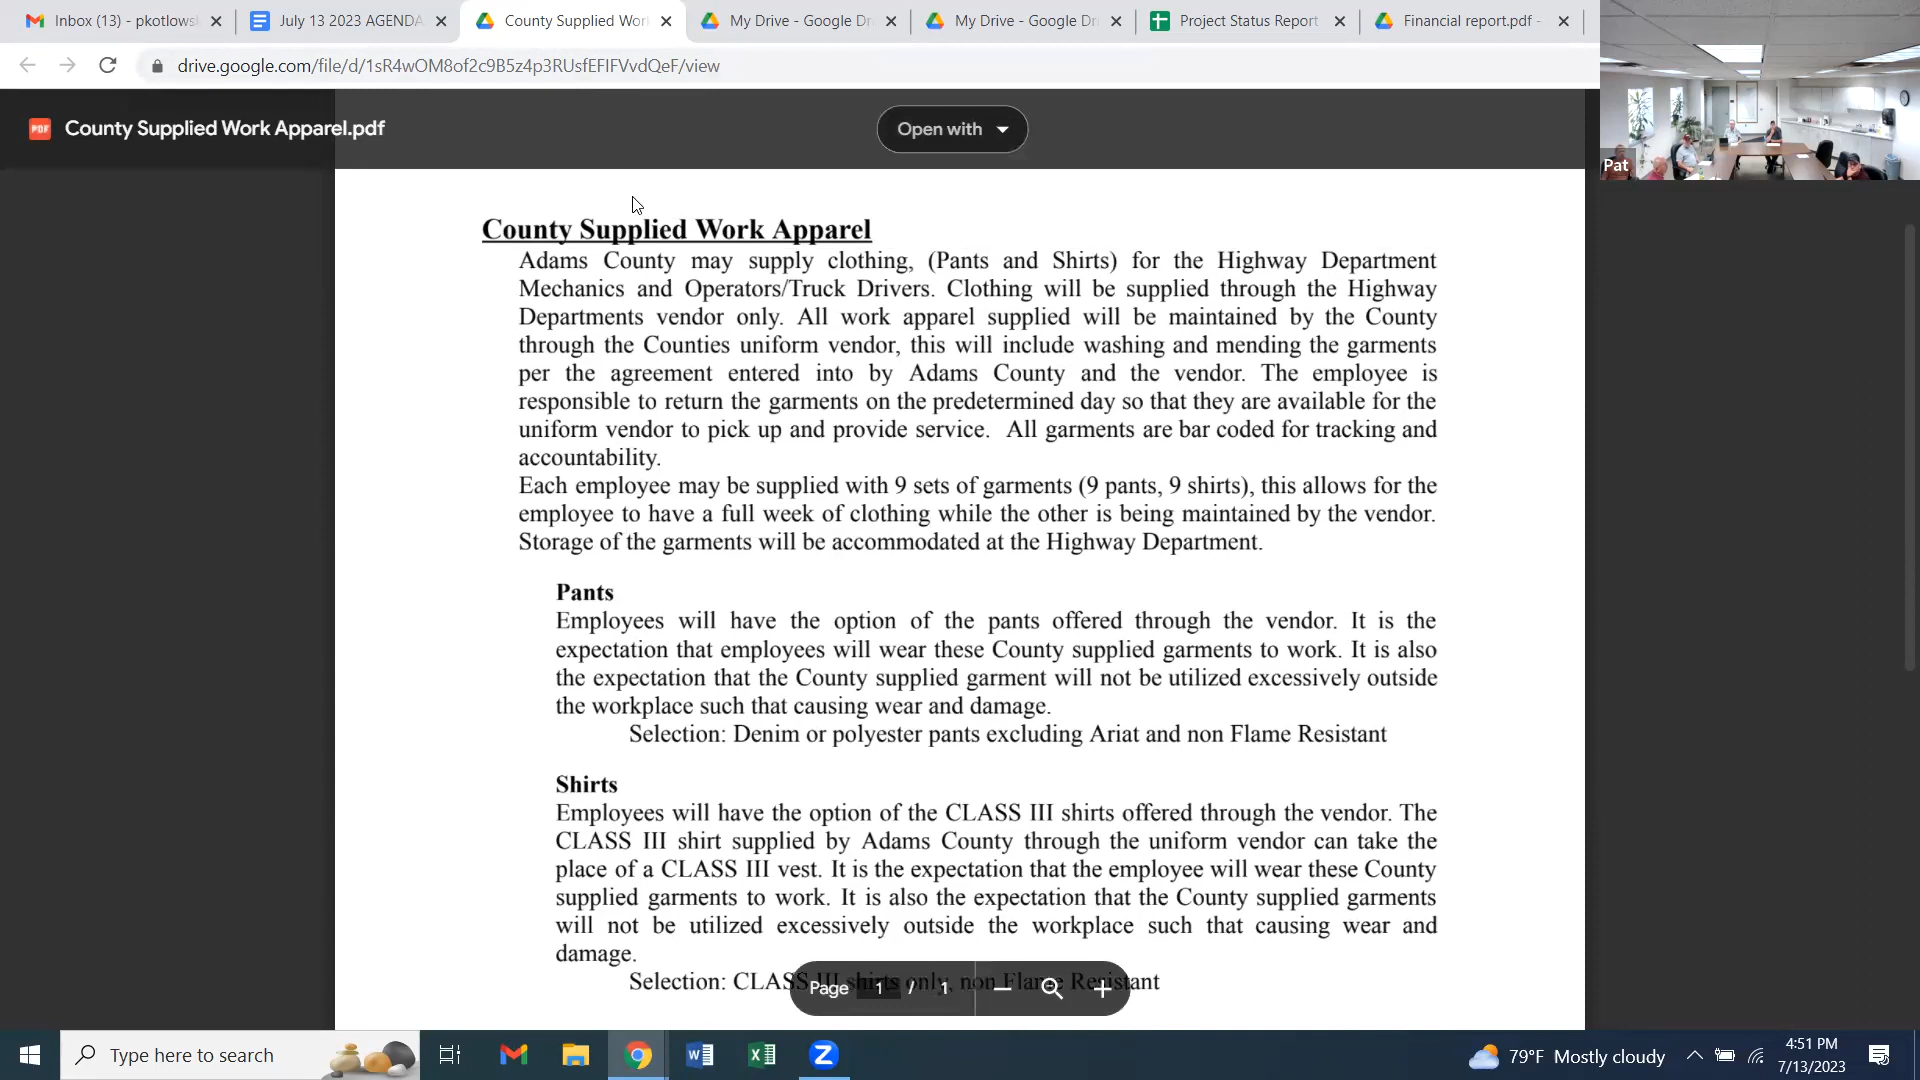 Inbox (13) - pkotlows
July 13 2023 AGENDA
County Supplied Wor
My Drive - Google Dr
My Drive - Google Dri
Project Status Report
Financial report.pdf -
drive.google.com/file/d/1sR4wOM8of2c9B5z4p3RUsfEFIFVvdQeF/view
PDF
County Supplied Work Apparel.pdf
Open with
Pat
County Supplied Work Apparel
Adams County may supply clothing, (Pants and Shirts) for the Highway Department
Mechanics and Operators/Truck Drivers. Clothing will be supplied through the Highway
Departments vendor only. All work apparel supplied will be maintained by the County
through the Counties uniform vendor, this will include washing and mending the garments
per the agreement entered into by Adams County and the vendor. The employee is
responsible to return the garments on the predetermined day so that they are available for the
uniform vendor to pick up and provide service. All garments are bar coded for tracking and
accountability.
Each employee may be supplied with 9 sets of garments (9 pants, 9 shirts), this allows for the
employee to have a full week of clothing while the other is being maintained by the vendor.
Storage of the garments will be accommodated at the Highway Department.
Pants
Employees will have the option of the pants offered through the vendor. It is the
expectation that employees will wear these County supplied garments to work. It is also
the expectation that the County supplied garment will not be utilized excessively outside
the workplace such that causing wear and damage.
Selection: Denim or polyester pants excluding Ariat and non Flame Resistant
Shirts
Employees will have the option of the CLASS III shirts offered through the vendor. The
CLASS III shirt supplied by Adams County through the uniform vendor can take the
place of a CLASS III vest. It is the expectation that the employee will wear these County
supplied garments to work. It is also the expectation that the County supplied garments
will not be utilized excessively outside the workplace such that causing wear and
damage.
Selection: CLASS III shirts only, non Flame Resistant
Page 1 / 1
Type here to search
79°F Mostly cloudy
4:51 PM
7/13/2023